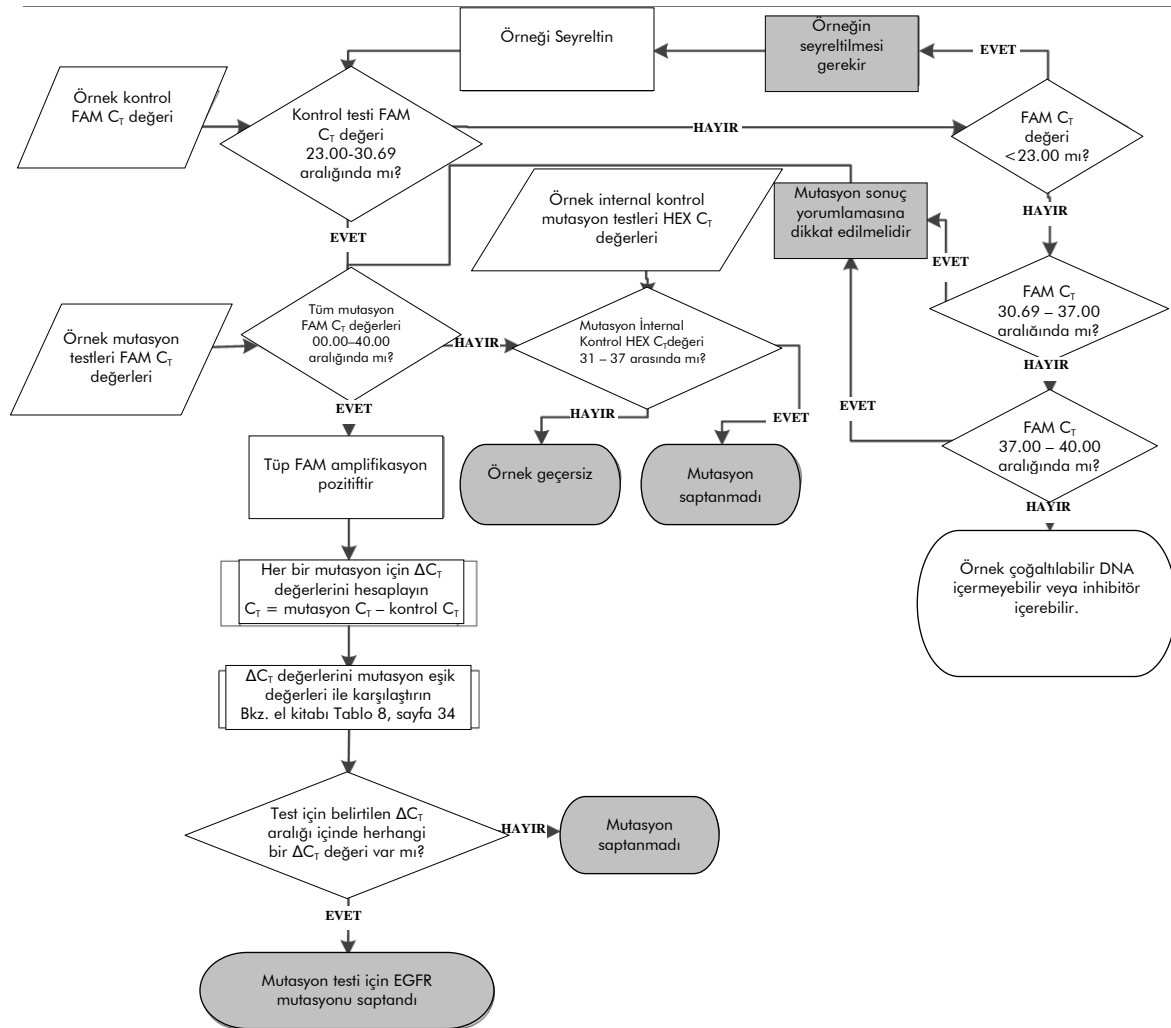 Örneği Seyreltin
Örneğin
seyreltilmesi
gerekir
EVET
Örnek kontrol
FAM CT değeri
Kontrol testi FAM
CT değeri
23.00-30.69
aralığında mı?
HAYIR
FAM CT
değeri
<23.00 mı?
Örnek internal kontrol
mutasyon testleri HEX CT
değerleri
Mutasyon sonuç
yorumlamasına
dikkat edilmelidir
HAYIR
EVET
EVET
Örnek mutasyon
testleri FAM CT
değerleri
Tüm mutasyon
FAM CT değerleri
00.00–40.00
aralığında mı?
HAYIR
Mutasyon İnternal
Kontrol HEX CTdeğeri
31 – 37 arasında mı?
FAM CT
30.69 – 37.00
aralığında mı?
HAYIR
EVET
HAYIR
EVET
EVET
FAM CT
37.00 – 40.00
aralığında mı?
Tüp FAM amplifikasyon
pozitiftir
Örnek geçersiz
Mutasyon
saptanmadı
HAYIR
Örnek çoğaltılabilir DNA
içermeyebilir veya inhibitör
içerebilir.
Her bir mutasyon için ΔCT
değerlerini hesaplayın
CT = mutasyon CT – kontrol CT
ΔCT değerlerini mutasyon eşik
değerleri ile karşılaştırın
Bkz. el kitabı Tablo 8, sayfa 34
Test için belirtilen ΔCT
aralığı içinde herhangi
bir ΔCT değeri var mı?
HAYIR
Mutasyon
saptanmadı
EVET
Mutasyon testi için EGFR
mutasyonu saptandı